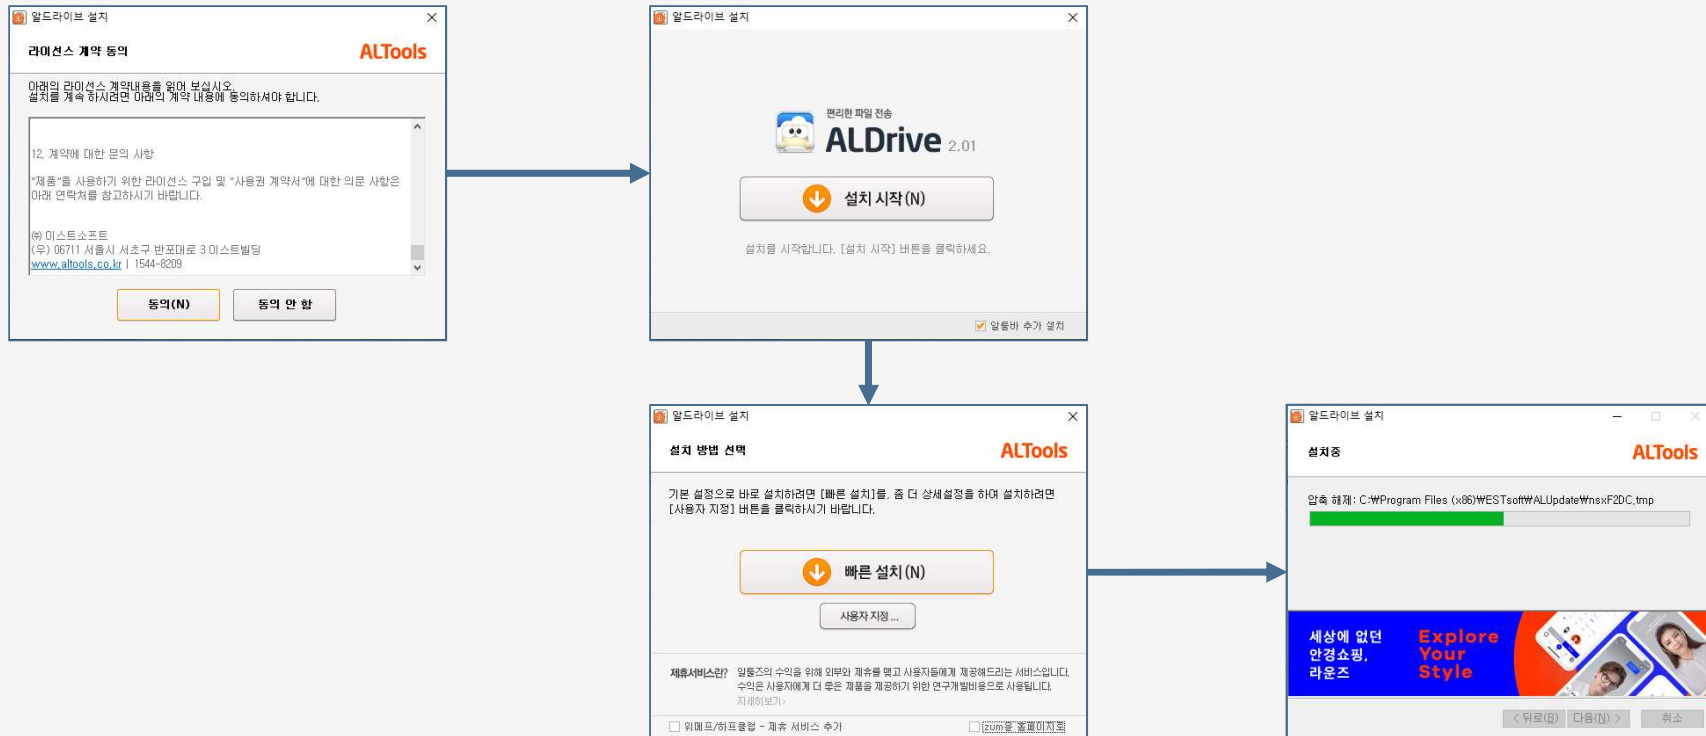 알드라이브 설치
라이선스 계약 동의
ALTools
아래의 라이선스 계약내용을 읽어 보십시오.
설치를 계속 하시려면 아래의 계약 내용에 동의하셔야 합니다.
12. 계약에 대한 문의 사항
"제품"을 사용하기 위한 라이선스 구입 및 "사용권 계약서"에 대한 의문 사항은
아래 연락처를 참고하시기 바랍니다.
㈜ 이스트소프트
(우) 06711 서울시 서초구 반포대로 3 이스트빌딩
www.altools.co.kr | 1544-8209
동의(N)
동의 안 함
알드라이브 설치
편리한 파일 전송
ALDrive 2.01
설치 시작(N)
설치를 시작합니다. [설치 시작] 버튼을 클릭하세요.
알툴바 추가 설치
알드라이브 설치
설치 방법 선택
ALTools
기본 설정으로 바로 설치하려면 [빠른 설치]를, 좀 더 상세설정을 하며 설치하려면
[사용자 지정] 버튼을 클릭하시기 바랍니다.
빠른 설치(N)
사용자 지정 ...
제휴서비스란? 알툴즈의 수익을 위해 외부와 제휴를 맺고 사용자들에게 제공해드리는 서비스입니다.
수익은 사용자에게 더 좋은 제품을 제공하기 위한 연구개발비용으로 사용됩니다.
자세히보기>
위메프/하프클럽 - 제휴 서비스 추가
zum을 홈페이지로
알드라이브 설치
설치중
ALTools
압축 해제: C:₩Program Files (x86)₩ESTsoft₩ALUpdate₩nsxF2DC.tmp
세상에 없던
안경쇼핑,
라운즈
Explore
Your
Style
< 뒤로(B)
다음(N) >
취소